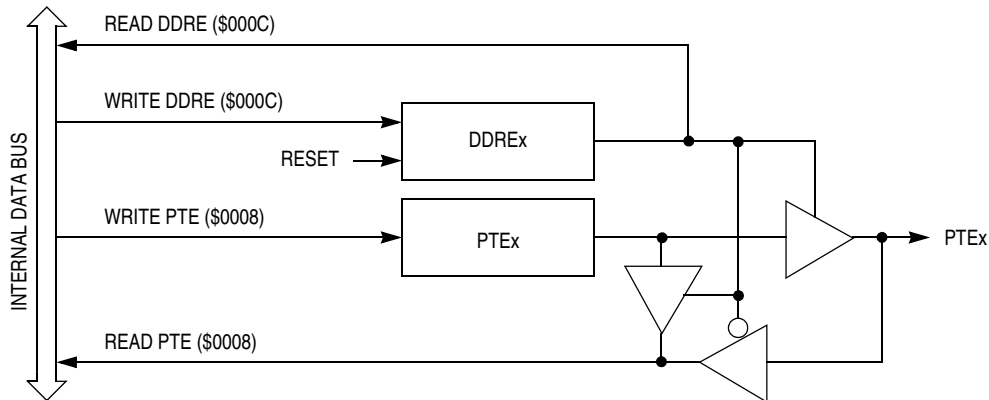 READ DDRE ($000C)
WRITE DDRE ($000C)
DDREx
RESET
WRITE PTE ($0008)
PTEx
PTEx
READ PTE ($0008)
INTERNAL DATA BUS